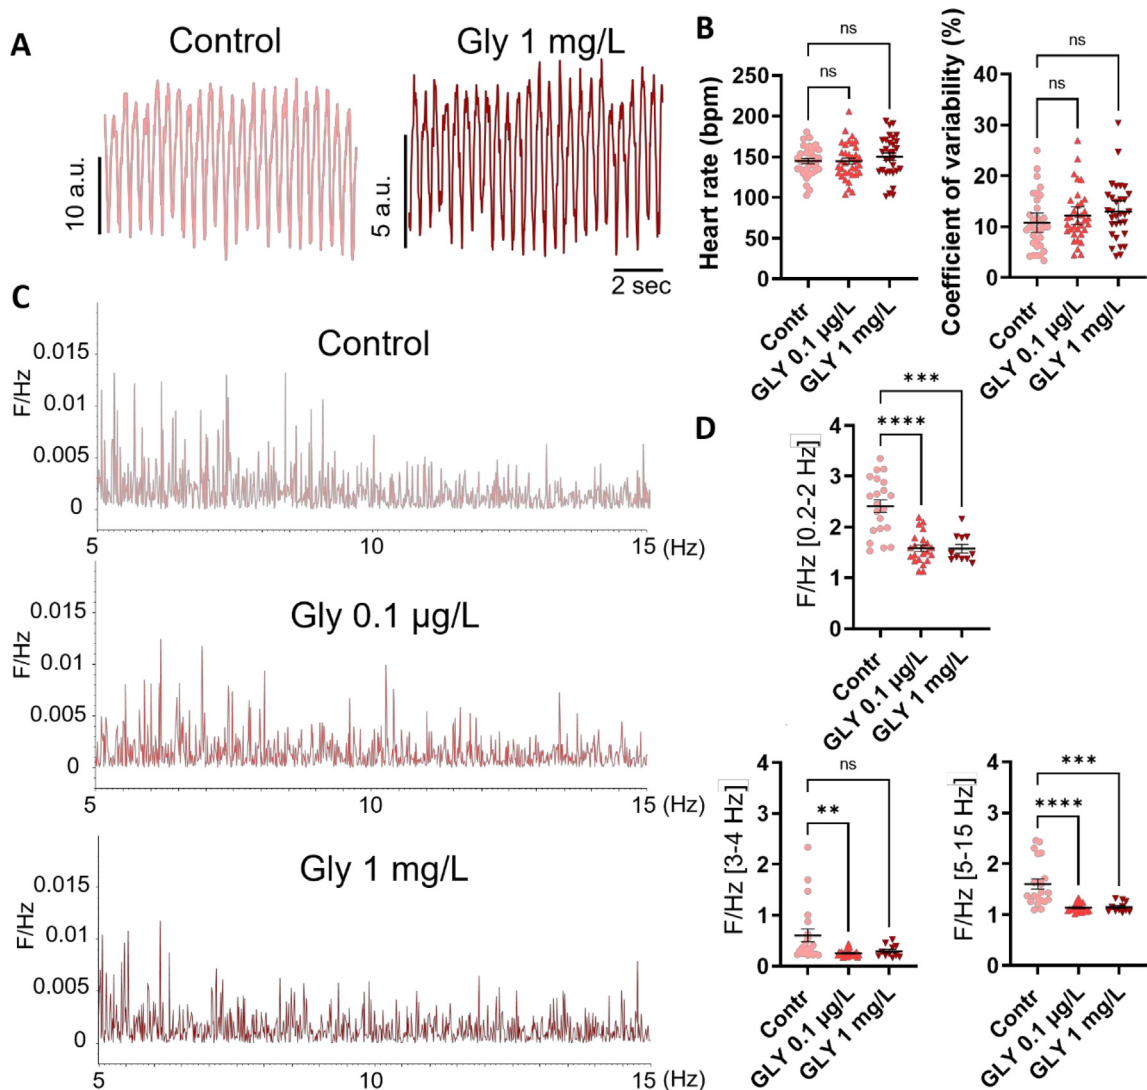 A
Control
Gly 1 mg/L
10 a.u.
5 a.u.
2 sec
B
Heart rate (bpm)
250
200
150
100
50
0
ns
ns
Contr
GLY 0.1 µg/L
GLY 1 mg/L
Coefficient of variability (%)
40
30
20
10
0
ns
ns
Contr
GLY 0.1 µg/L
GLY 1 mg/L
C
Control
F/Hz
0.015
0.01
0.005
0
5
10
15
(Hz)
Gly 0.1 µg/L
F/Hz
0.015
0.01
0.005
0
5
10
15
(Hz)
Gly 1 mg/L
F/Hz
0.015
0.01
0.005
0
5
10
15
(Hz)
D
F/Hz [0.2-2 Hz]
4
3
2
1
0
***
****
Contr
GLY 0.1 µg/L
GLY 1 mg/L
F/Hz [3-4 Hz]
4
3
2
1
0
ns
**
Contr
GLY 0.1 µg/L
GLY 1 mg/L
F/Hz [5-15 Hz]
4
3
2
1
0
***
****
Contr
GLY 0.1 µg/L
GLY 1 mg/L